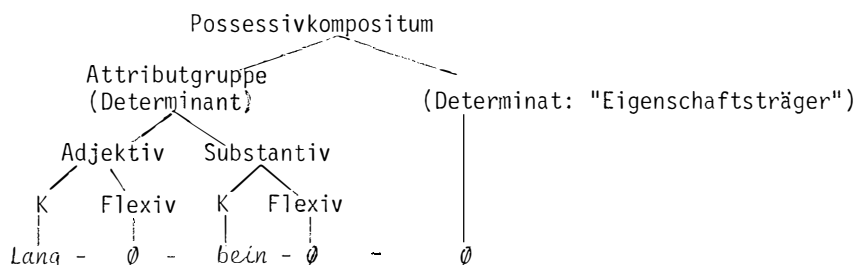 Possessivkompositum
Attributgruppe
(Determinant) (Determinat: "Eigenschaftsträger")
Adjektiv Substantiv
K Flexiv K Flexiv
Lang - Ø - bein - Ø - Ø